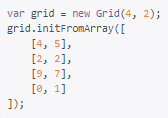 var grid = new Grid(4, 2);
grid.initFromArray([
    [4, 5],
    [2, 2],
    [9, 7],
    [0, 1]
]);